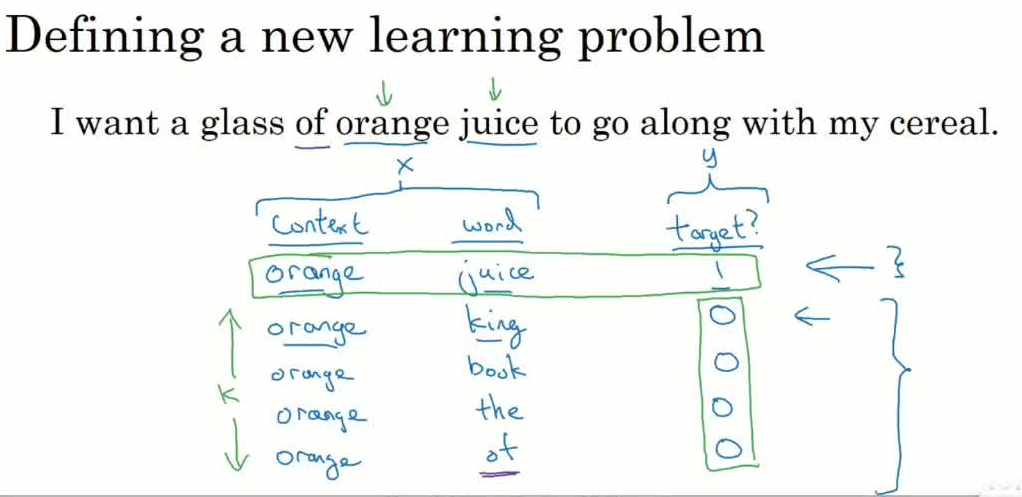 Defining a new learning problem
I want a glass of orange juice to go along with my cereal.
x y
context word target?
orange juice 1
orange king 0
orange book 0
k orange the 0
orange of 0